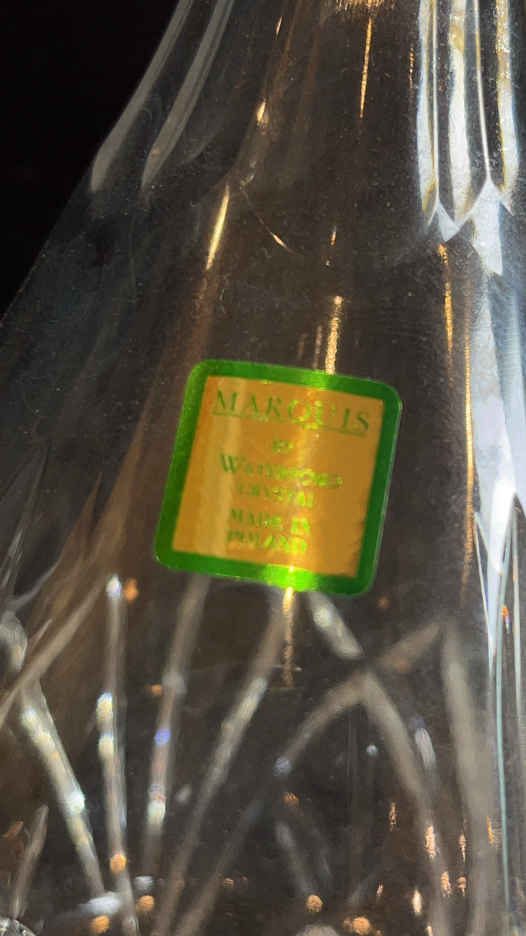 MARQUIS
BY
WATERFORD
CRYSTAL
MADE IN
POLAND